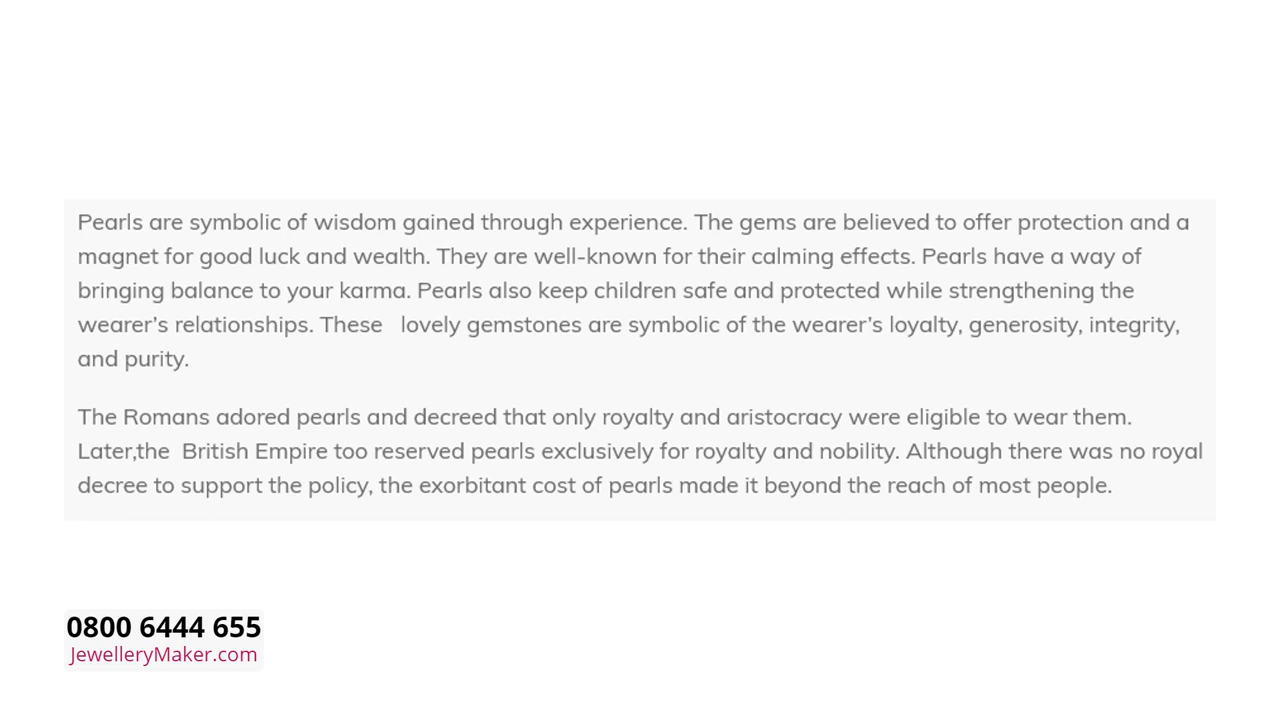 Pearls are symbolic of wisdom gained through experience. The gems are believed to offer protection and a
magnet for good luck and wealth. They are well-known for their calming effects. Pearls have a way of
bringing balance to your karma. Pearls also keep children safe and protected while strengthening the
wearer’s relationships. These   lovely gemstones are symbolic of the wearer’s loyalty, generosity, integrity,
and purity.
The Romans adored pearls and decreed that only royalty and aristocracy were eligible to wear them.
Later,the  British Empire too reserved pearls exclusively for royalty and nobility. Although there was no royal
decree to support the policy, the exorbitant cost of pearls made it beyond the reach of most people.
0800 6444 655
JewelleryMaker.com